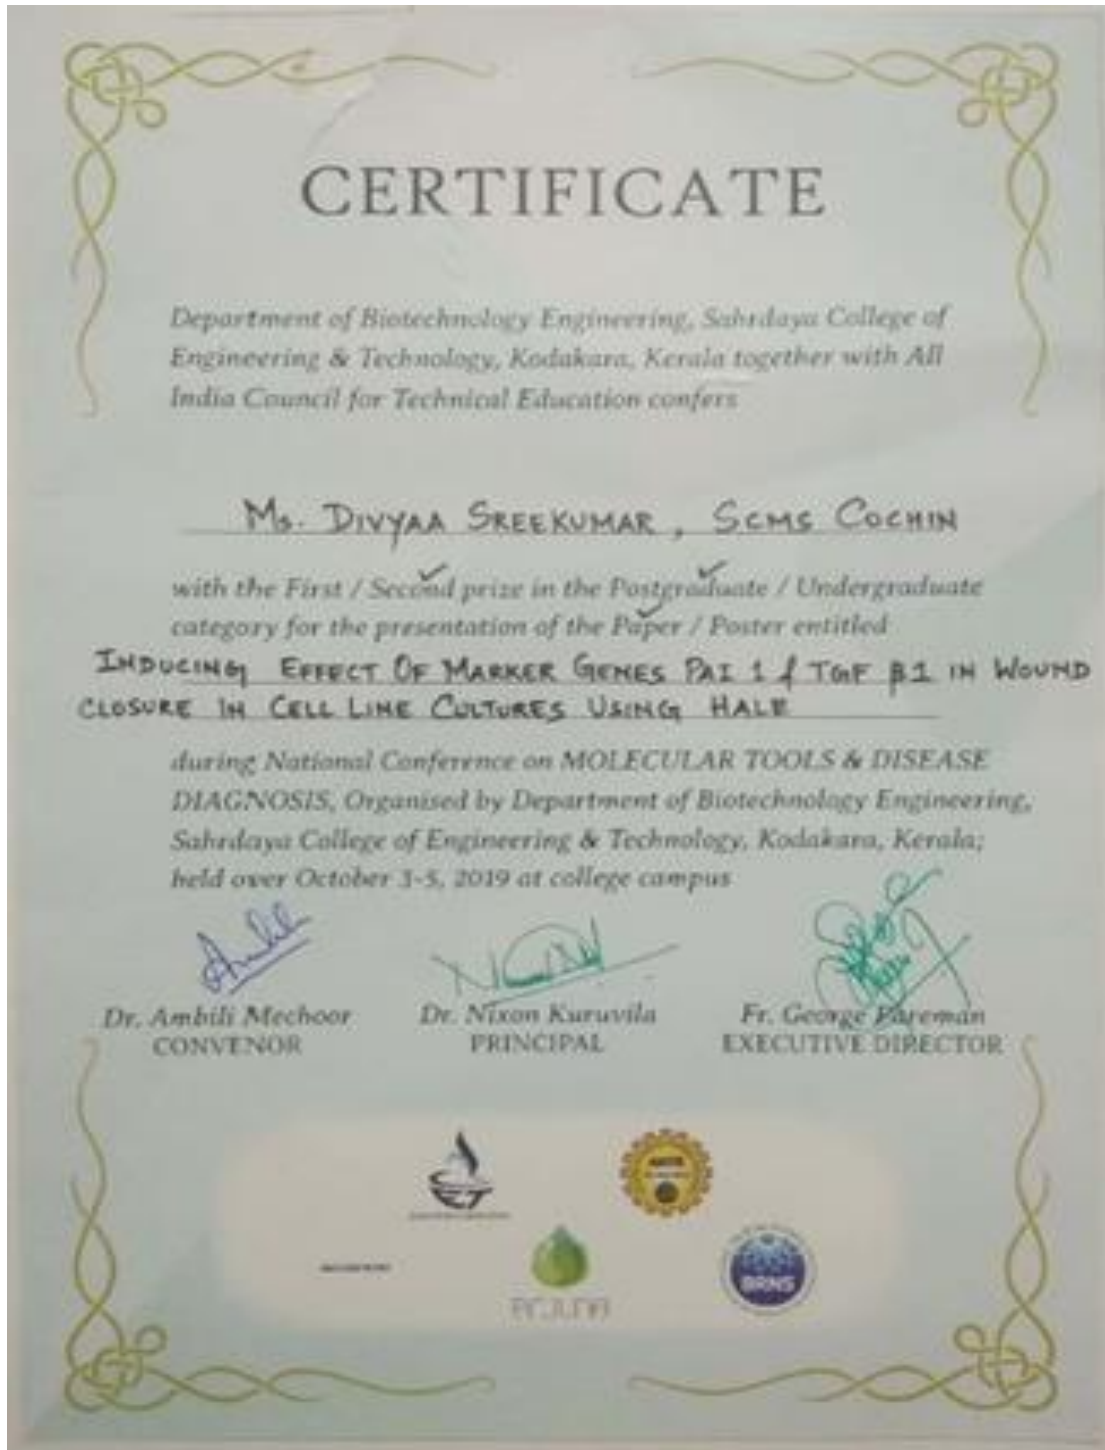 CERTIFICATE
Department of Biotechnology Engineering, Sahrdaya College of
Engineering & Technology, Kodakara, Kerala together with All
India Council for Technical Education confers
Ms. DIVYAA SREEKUMAR, SCMS COCHIN
with the First / Second prize in the Postgraduate / Undergraduate
category for the presentation of the Paper / Poster entitled
INDUCING EFFECT OF MARKER GENES PAI 1 & TGF β1 IN WOUND
CLOSURE IN CELL LINE CULTURES USING HALE
during National Conference on MOLECULAR TOOLS & DISEASE
DIAGNOSIS, Organised by Department of Biotechnology Engineering,
Sahrdaya College of Engineering & Technology, Kodakara, Kerala;
held over October 3-5, 2019 at college campus
Ambili
Dr. Ambili Mechoor Dr. Nixon Kuruvila Fr. George Pareman
CONVENOR PRINCIPAL EXECUTIVE DIRECTOR
arjuna
BRNS